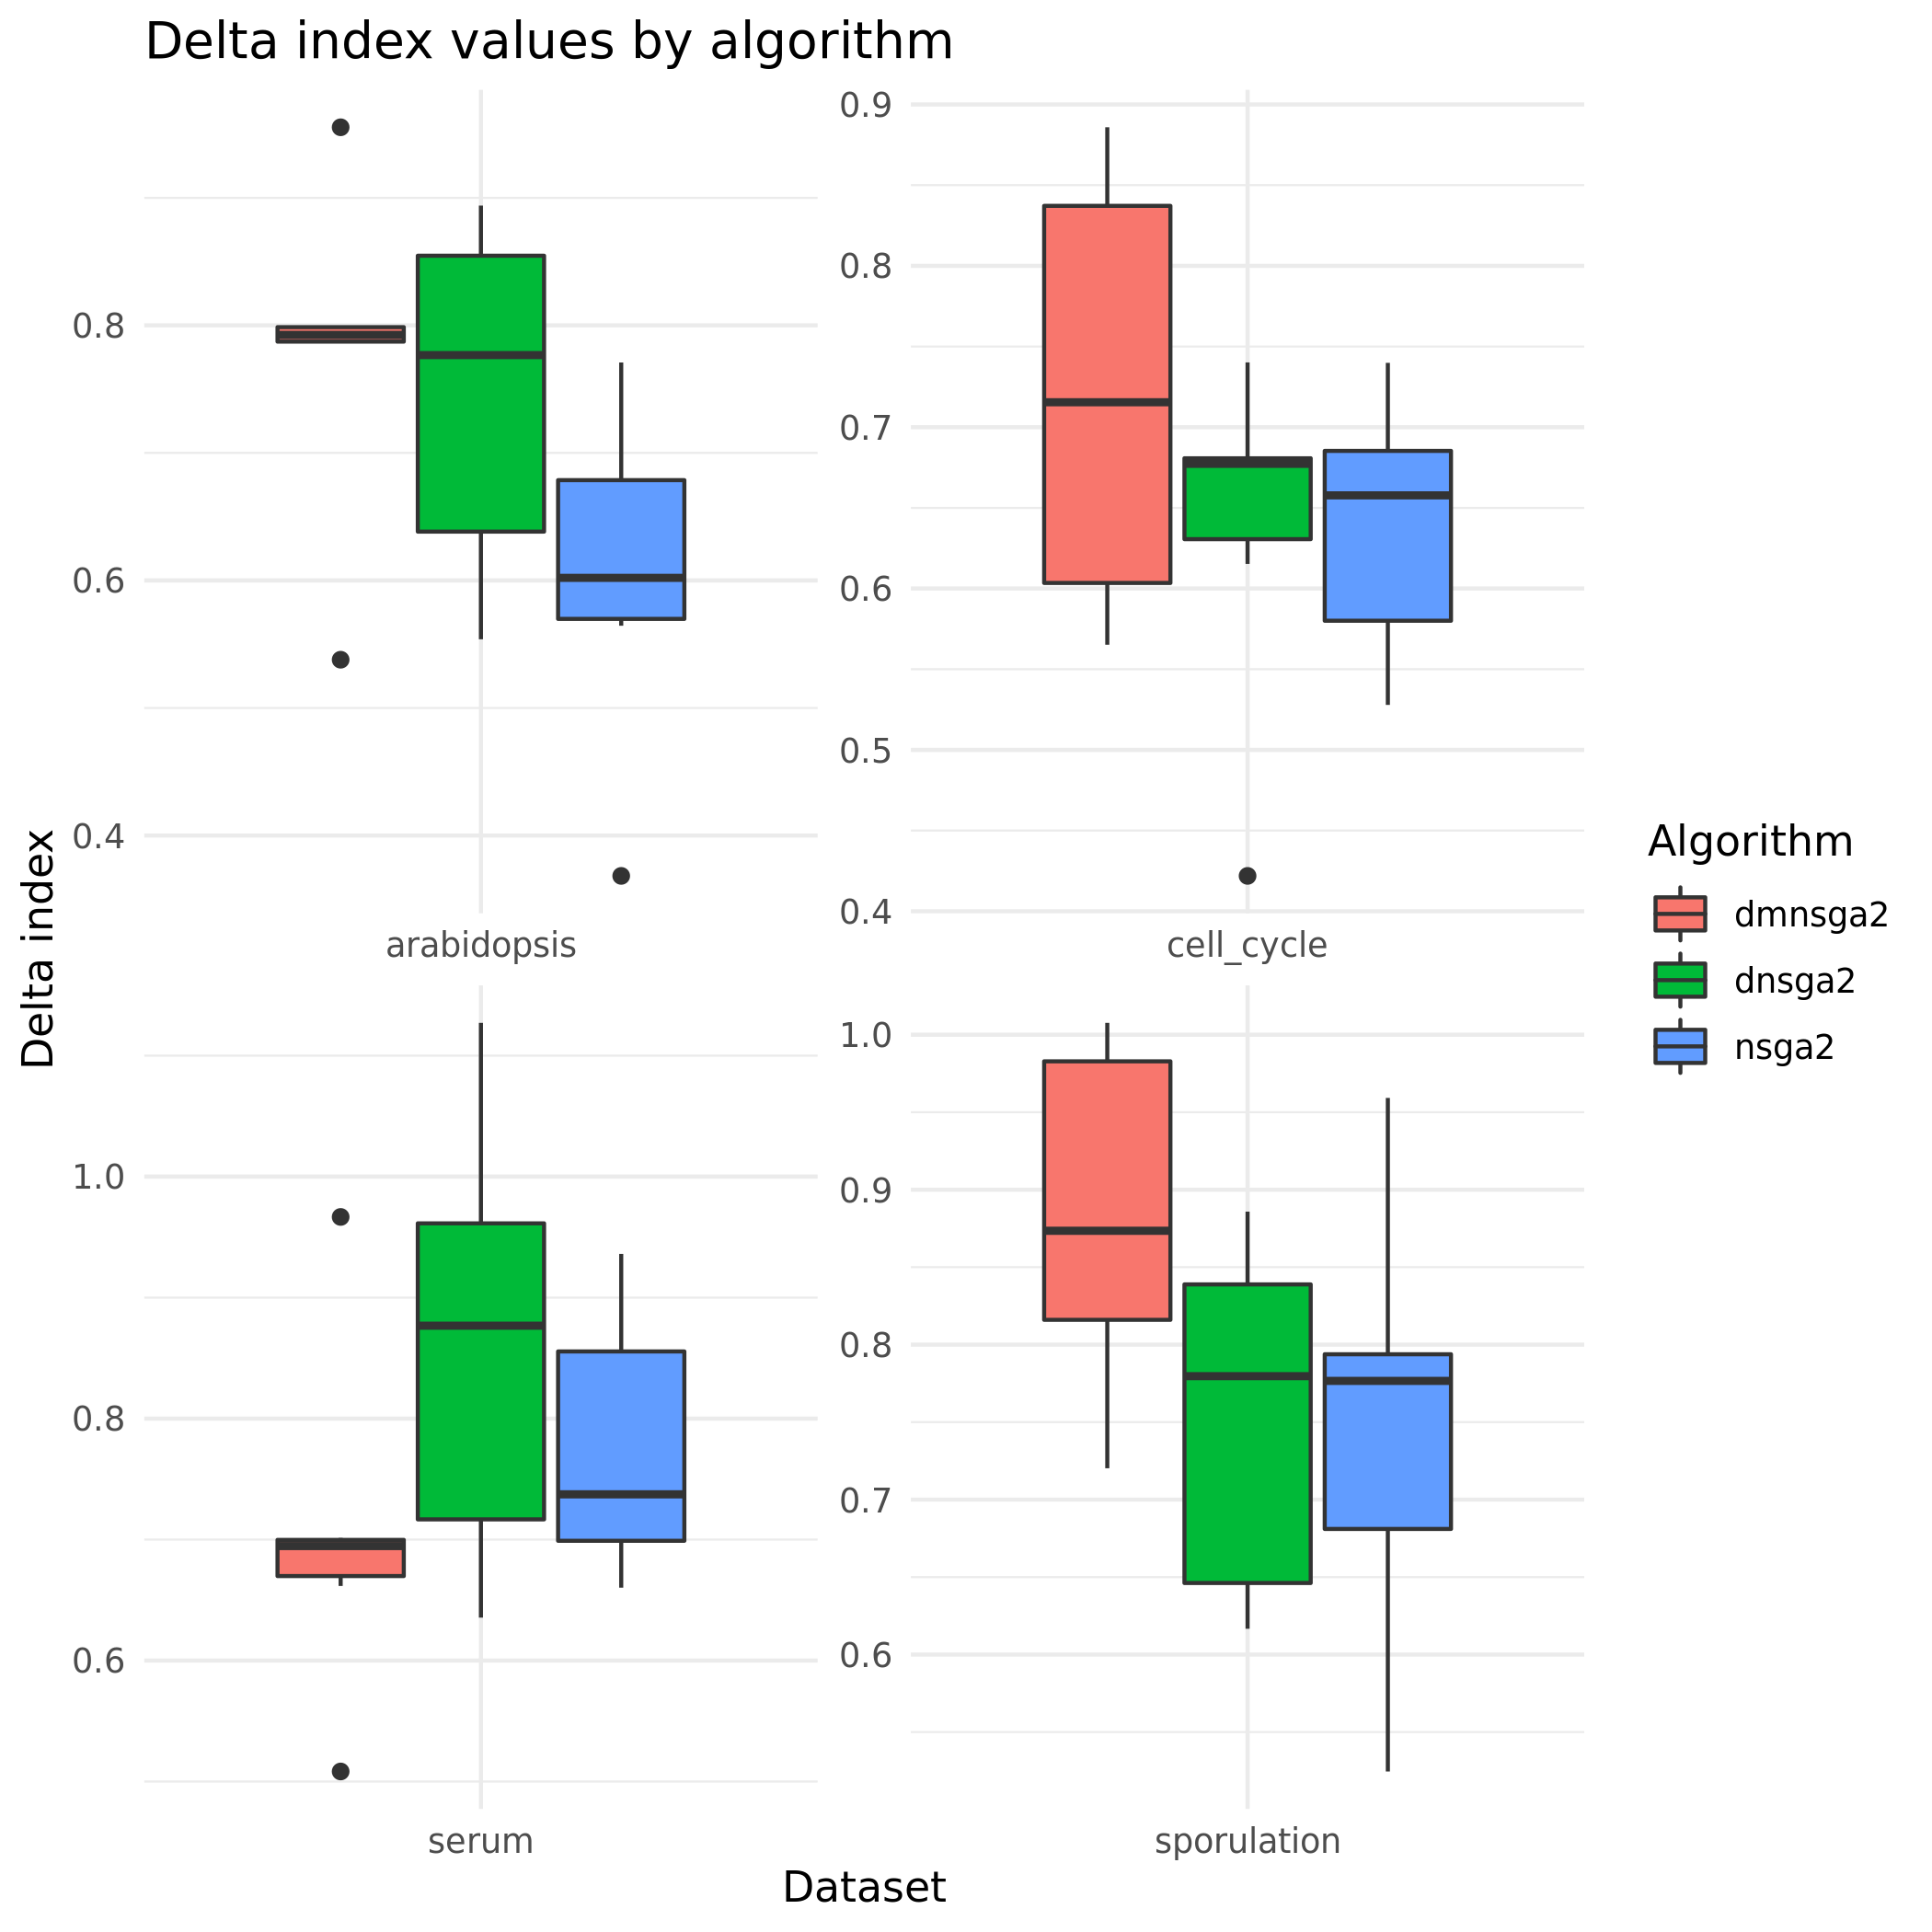 Delta index values by algorithm
Delta index
0.8
0.6
0.4
arabidopsis
0.9
0.8
0.7
0.6
0.5
0.4
cell_cycle
1.0
0.8
0.6
serum
1.0
0.9
0.8
0.7
0.6
sporulation
Dataset
Algorithm
dmnsga2
dnsga2
nsga2